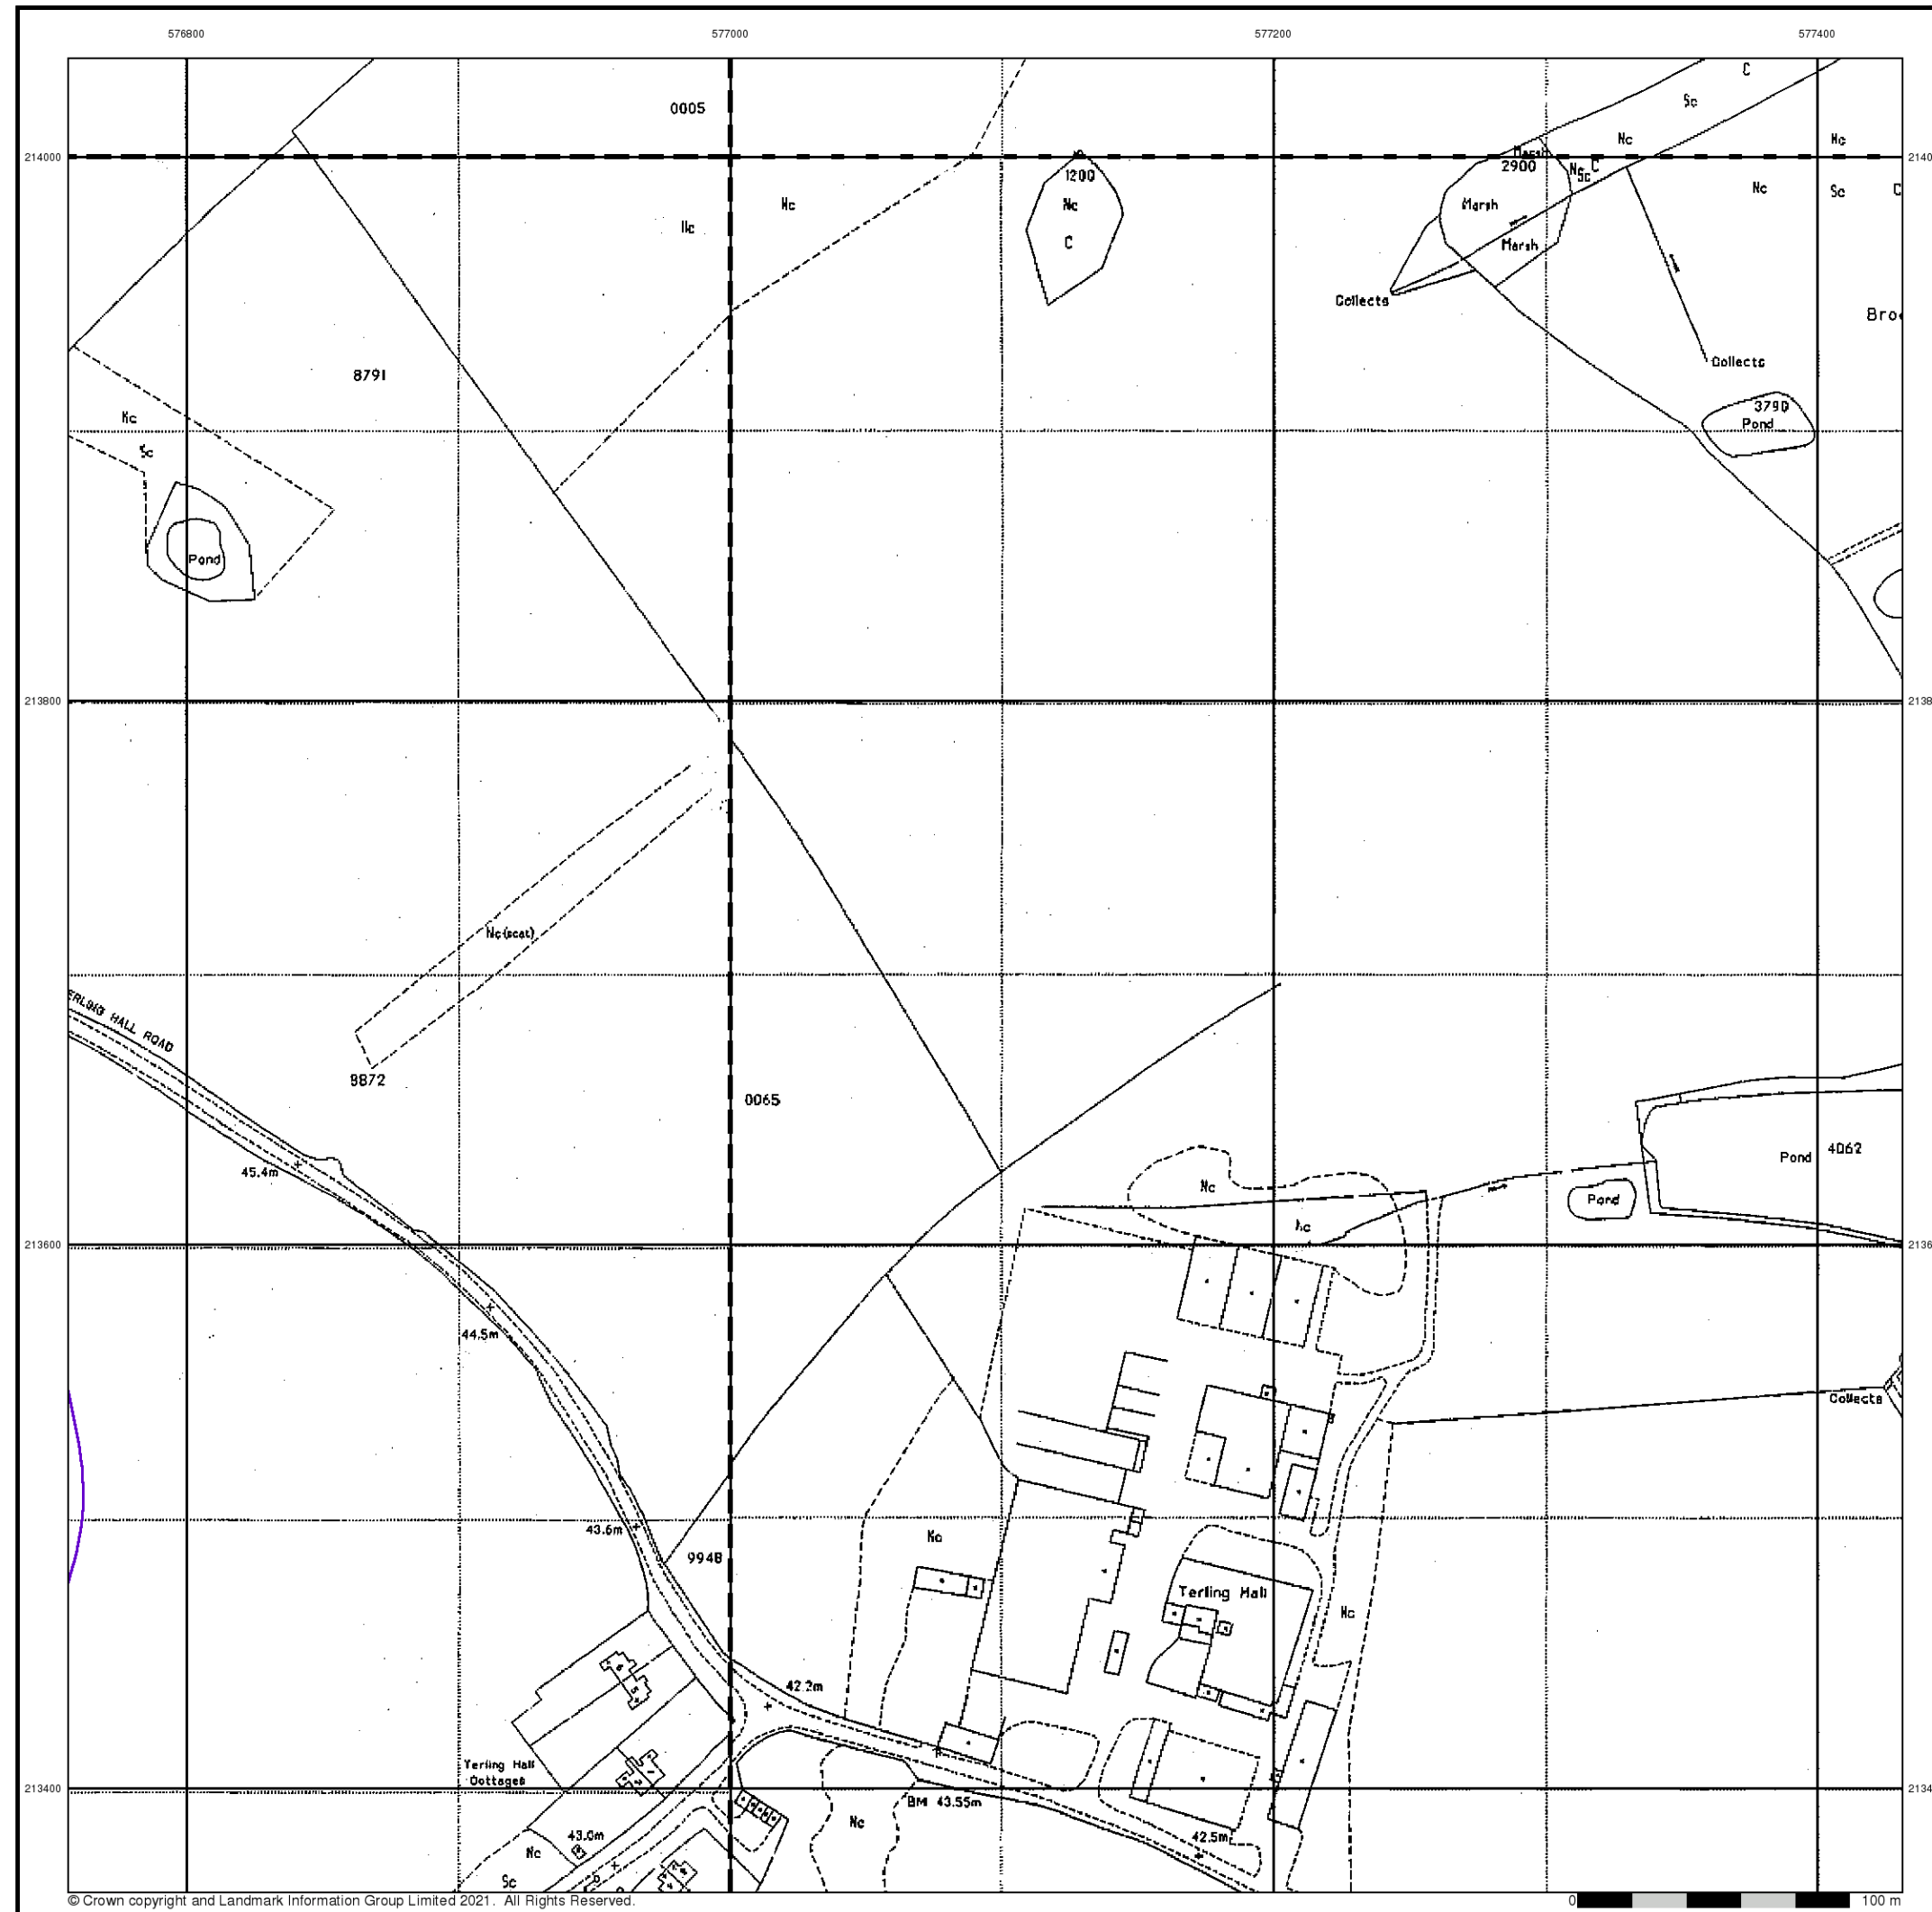 576800 577000 577200 577400
C
Sc
0005
Nc
Nc
214000
Marsh
2900
Nc
Sc
C
1200
Nc
C
Nc
Sc
C
Nc
Marsh
Marsh
Collects
Bro
Collects
8791
3790
Pond
Sc
Pond
213800
Nc(scat)
HALL ROAD
9872
0065
45.4m
Nc
Nc
Pond
Pond 4062
213600
44.5m
Collects
43.6m
9948
Nc
Terling Hall
Nc
42.2m
Terling Hall
Cottages
213400
BM 43.55m
Nc
43.0m
42.5m
Nc
Sc
© Crown copyright and Landmark Information Group Limited 2021. All Rights Reserved.
0 100 m